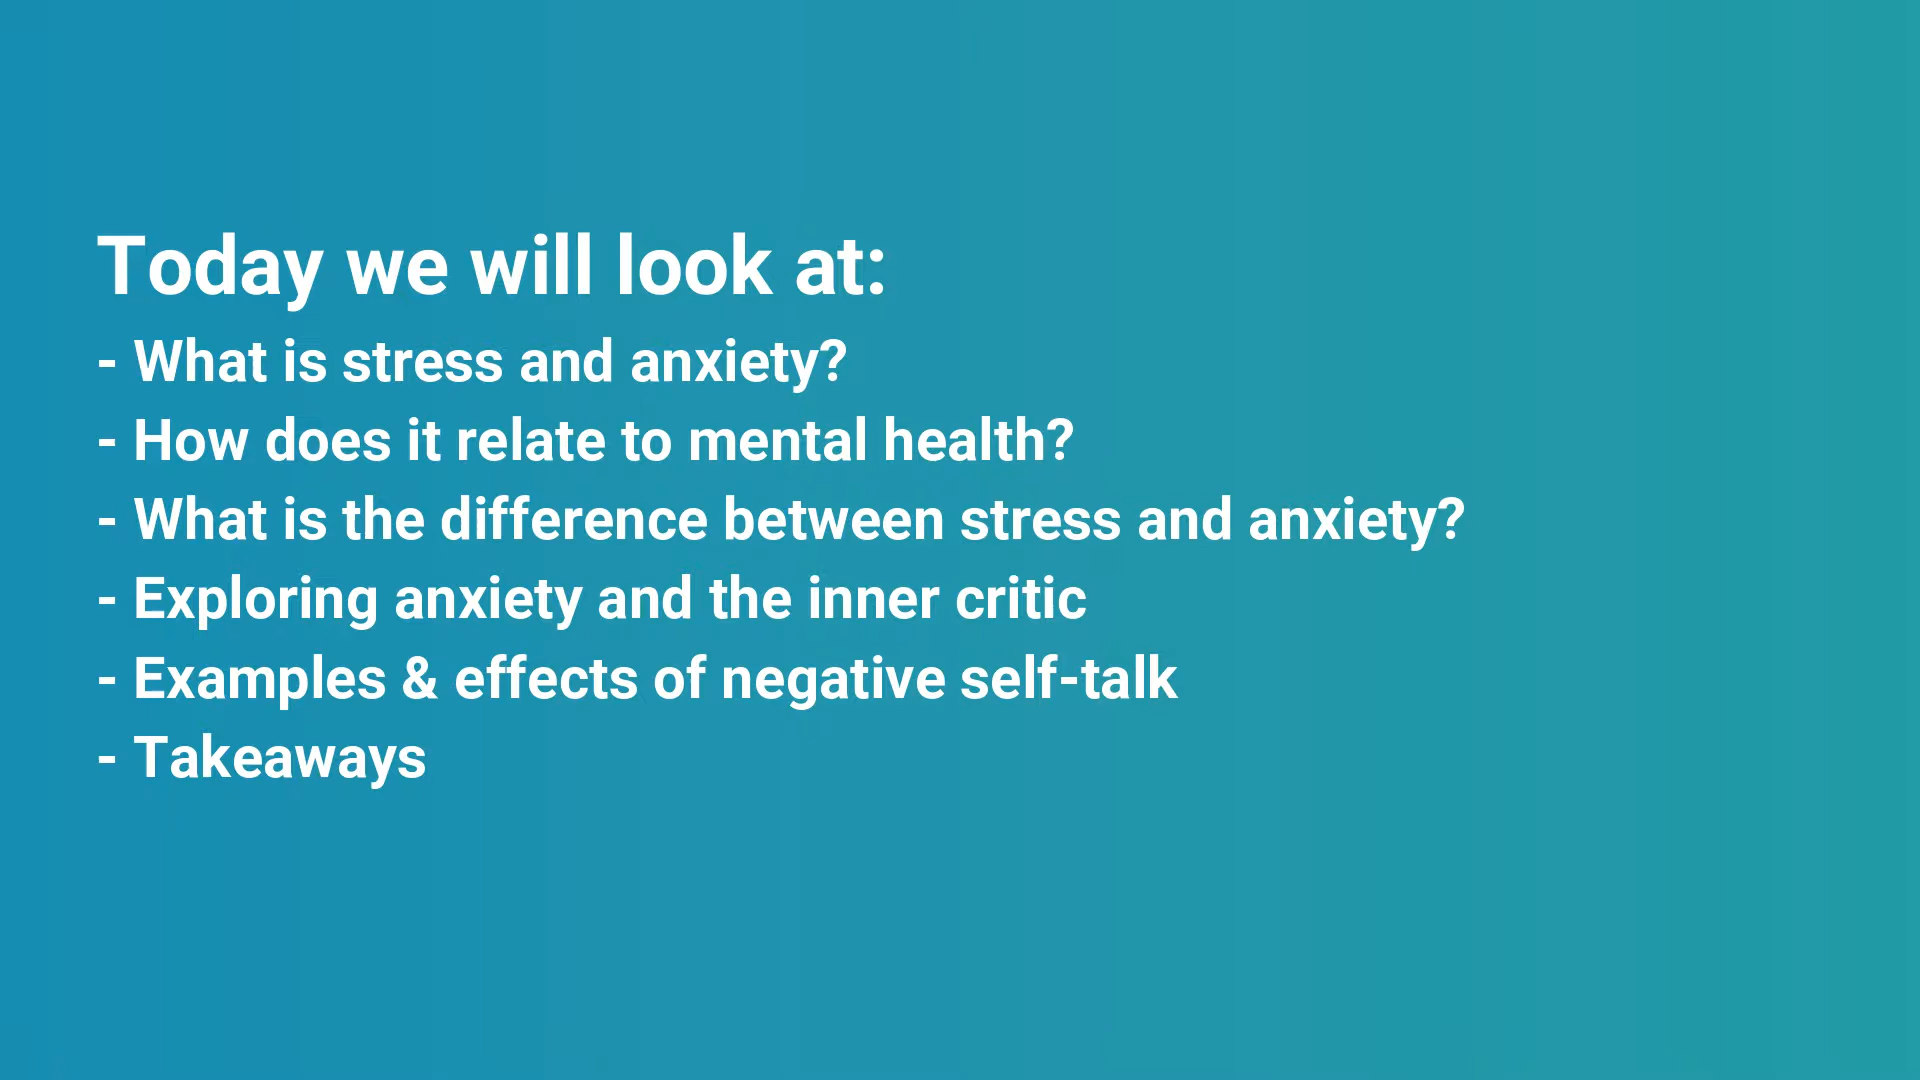 Today we will look at:
- What is stress and anxiety?
- How does it relate to mental health?
- What is the difference between stress and anxiety?
- Exploring anxiety and the inner critic
- Examples & effects of negative self-talk
- Takeaways